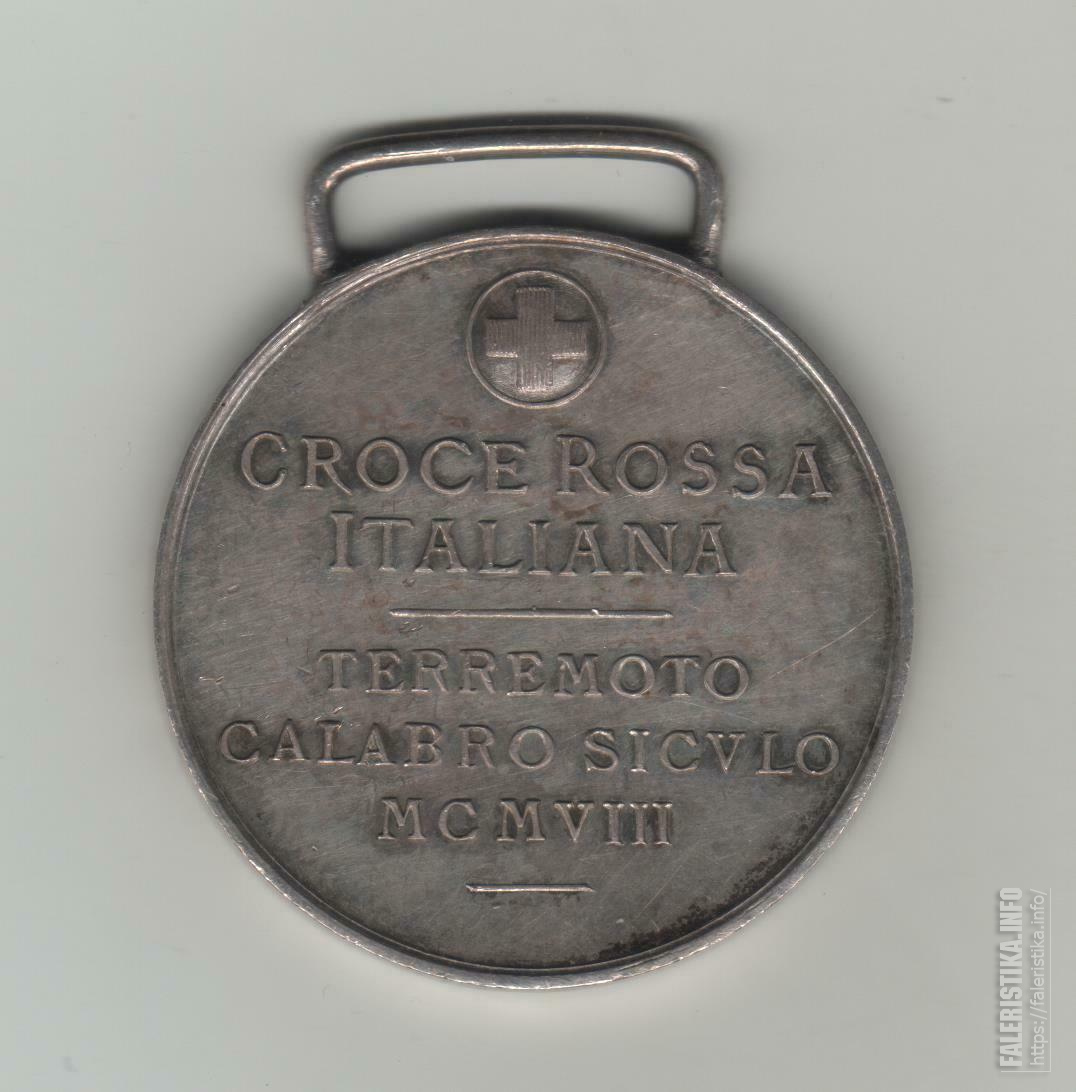 CROCE ROSSA
ITALIANA
TERREMOTO
CALABRO SICVLO
MCMVIII
FALERISTIKA.INFO
https://faleristika.info/